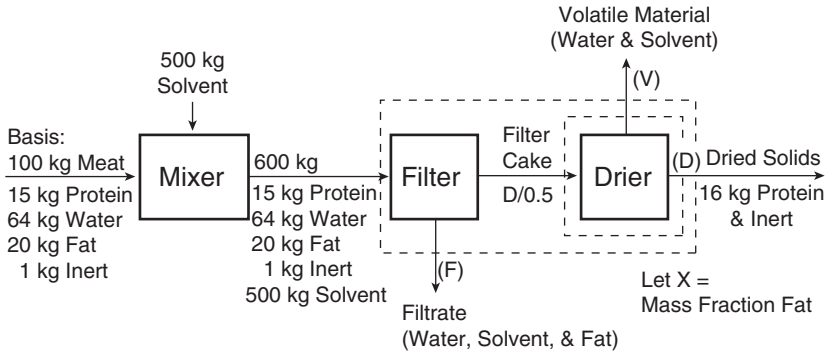 Volatile Material
(Water & Solvent)
500 kg
Solvent
(V)
Basis:
100 kg Meat
15 kg Protein
64 kg Water
20 kg Fat
1 kg Inert
Mixer
600 kg
15 kg Protein
64 kg Water
20 kg Fat
1 kg Inert
500 kg Solvent
Filter
Filter
Cake
D/0.5
Drier
(D)
Dried Solids
16 kg Protein
& Inert
(F)
Filtrate
(Water, Solvent, & Fat)
Let X =
Mass Fraction Fat